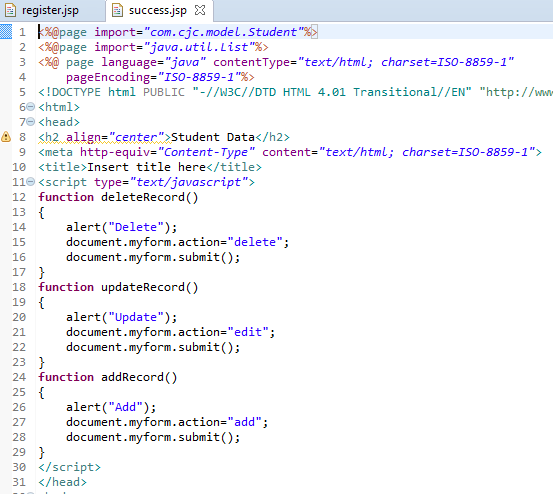 register.jsp success.jsp
1 <%@page import="com.cjc.model.Student"%>
2 <%@page import="java.util.List"%>
3 <%@ page language="java" contentType="text/html; charset=ISO-8859-1"
4 pageEncoding="ISO-8859-1"%>
5 <!DOCTYPE html PUBLIC "-//W3C//DTD HTML 4.01 Transitional//EN" "http://www
6 <html>
7 <head>
8 <h2 align="center">Student Data</h2>
9 <meta http-equiv="Content-Type" content="text/html; charset=ISO-8859-1">
10 <title>Insert title here</title>
11 <script type="text/javascript">
12 function deleteRecord()
13 {
14 alert("Delete");
15 document.myform.action="delete";
16 document.myform.submit();
17 }
18 function updateRecord()
19 {
20 alert("Update");
21 document.myform.action="edit";
22 document.myform.submit();
23 }
24 function addRecord()
25 {
26 alert("Add");
27 document.myform.action="add";
28 document.myform.submit();
29 }
30 </script>
31 </head>